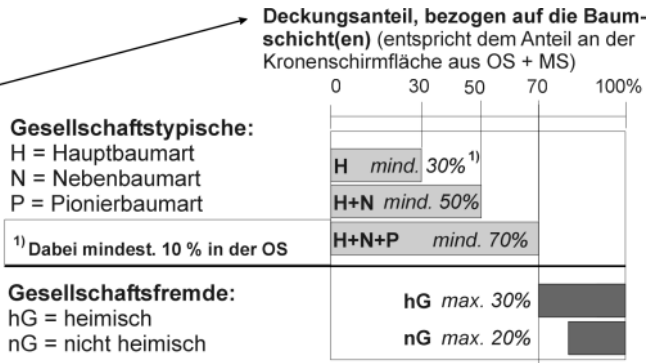 Deckungsanteil, bezogen auf die Baum-
schicht(en) (entspricht dem Anteil an der
Kronenschirmfläche aus OS + MS)
0 30 50 70 100%
Gesellschaftstypische:
H = Hauptbaumart
N = Nebenbaumart
P = Pionierbaumart
H mind. 30% 1)
H+N mind. 50%
H+N+P mind. 70%
1) Dabei mindest. 10 % in der OS
Gesellschaftsfremde:
hG = heimisch
nG = nicht heimisch
hG max. 30%
nG max. 20%